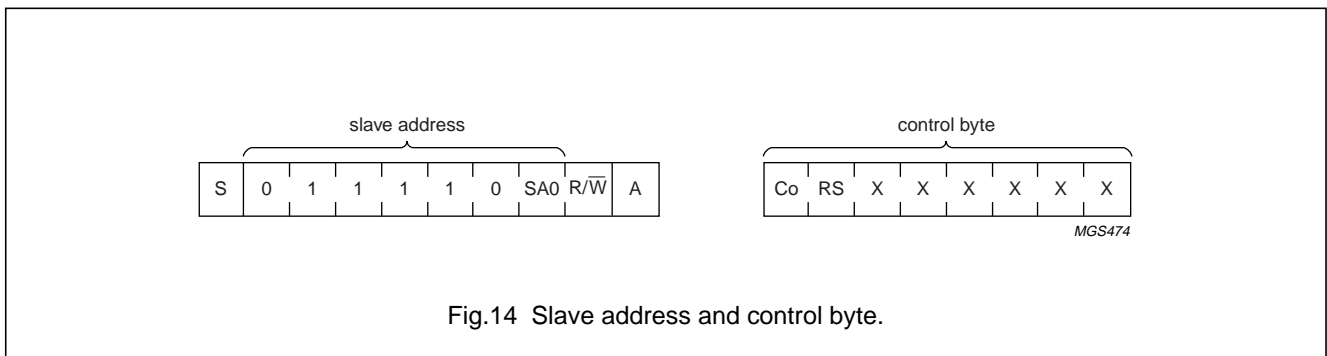 slave address control byte
S 0 1 1 1 1 0 SA0 R/W̅ A Co RS X X X X X X
MGS474
Fig.14 Slave address and control byte.